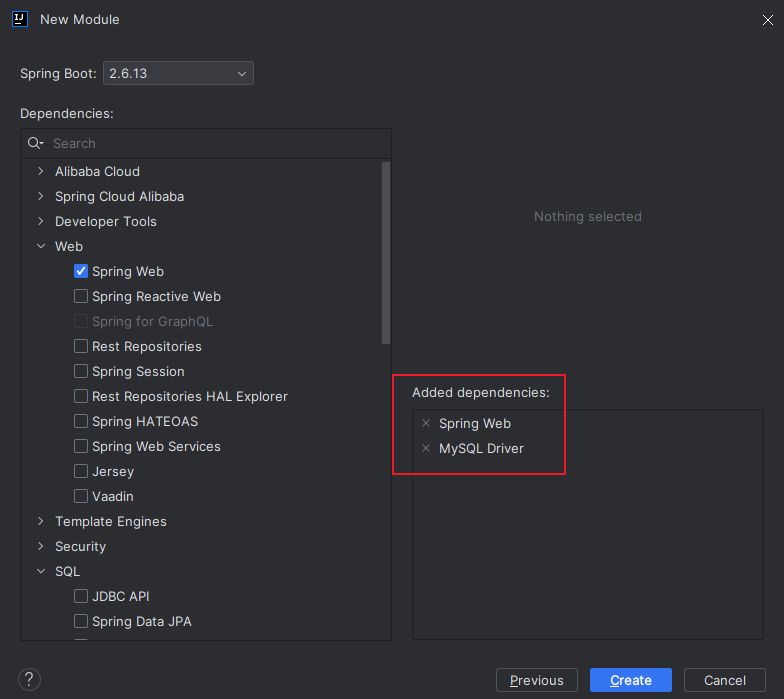 New Module
Spring Boot: 2.6.13
Dependencies:
Search
Alibaba Cloud
Spring Cloud Alibaba
Developer Tools
Web
Spring Web
Spring Reactive Web
Spring for GraphQL
Rest Repositories
Spring Session
Rest Repositories HAL Explorer
Spring HATEOAS
Spring Web Services
Jersey
Vaadin
Template Engines
Security
SQL
JDBC API
Spring Data JPA
Nothing selected
Added dependencies:
Spring Web
MySQL Driver
? Previous Create Cancel